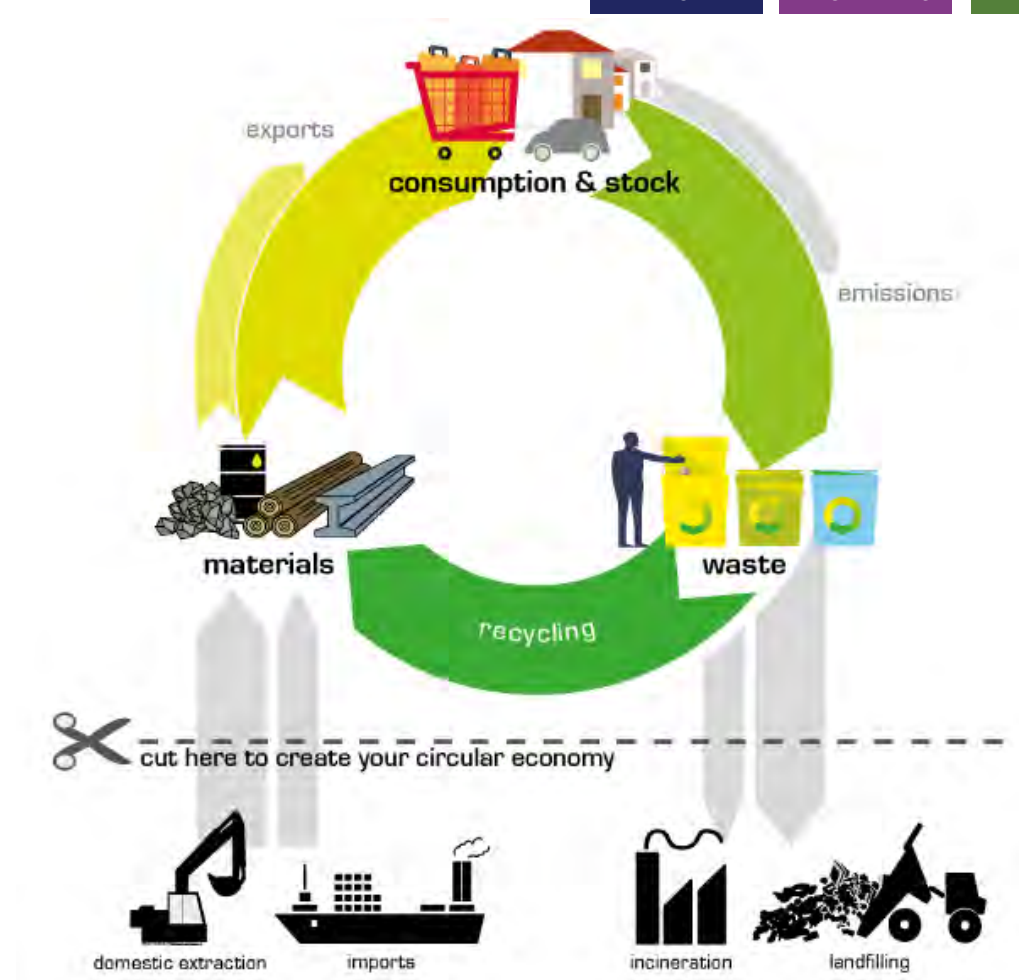 exports
consumption & stock
emissions
materials
waste
recycling
cut here to create your circular economy
domestic extraction
imports
incineration
landfilling